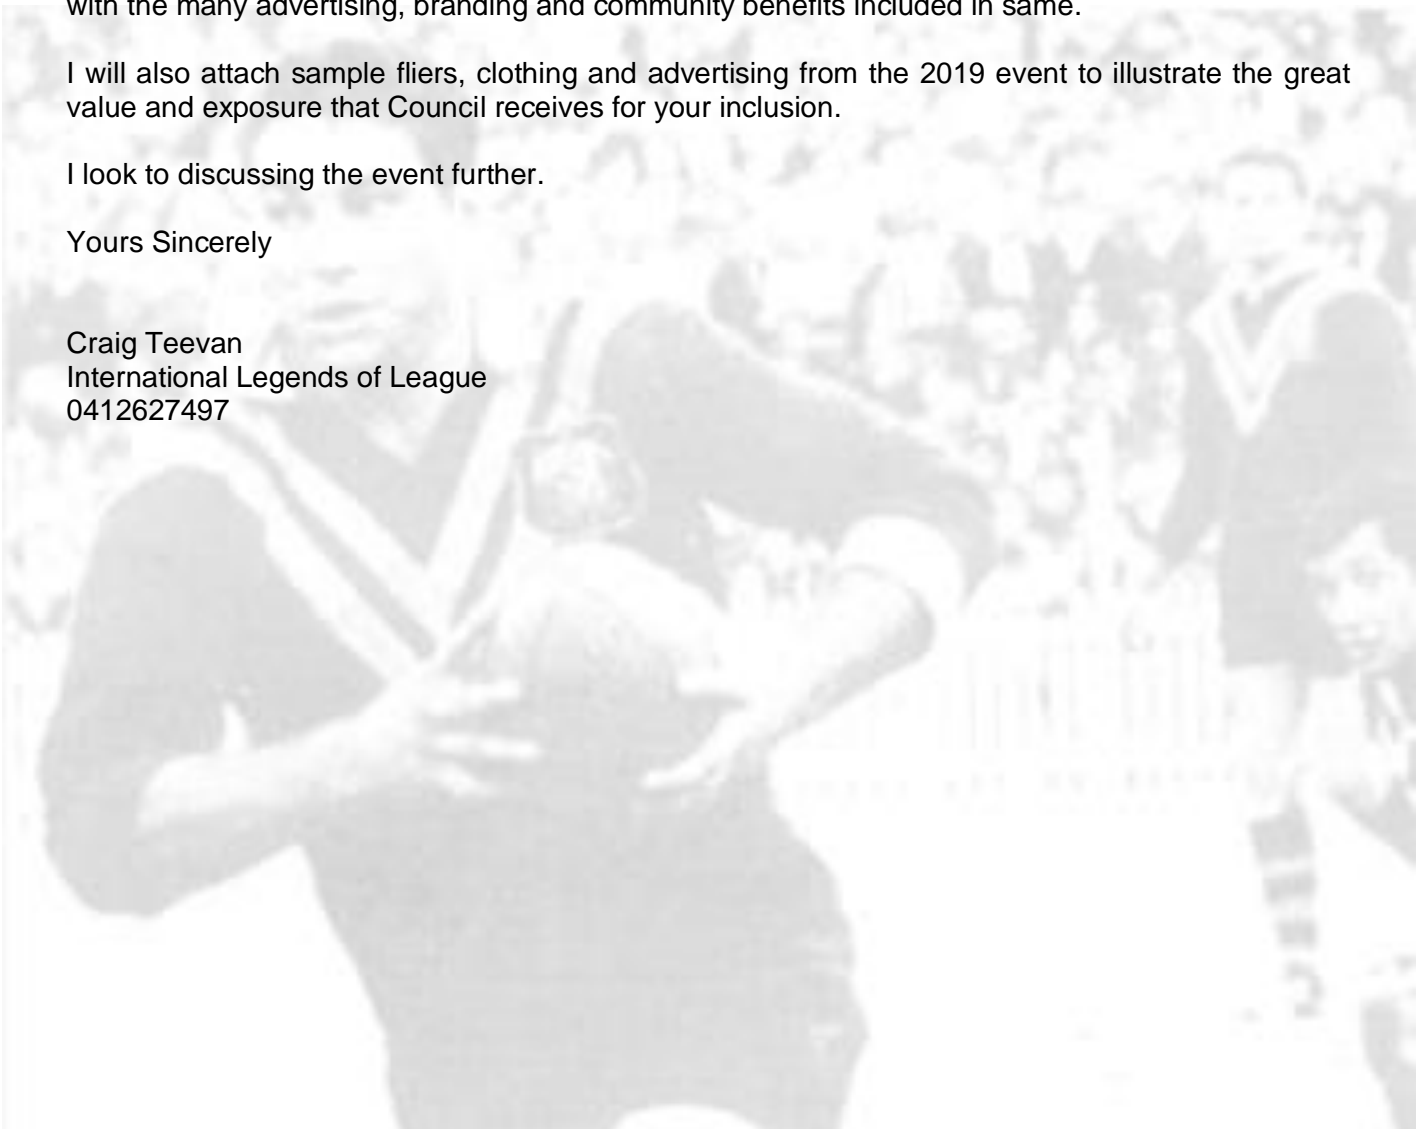 with the many advertising, branding and community benefits included in same.
I will also attach sample fliers, clothing and advertising from the 2019 event to illustrate the great
value and exposure that Council receives for your inclusion.
I look to discussing the event further.
Yours Sincerely
Craig Teevan
International Legends of League
0412627497